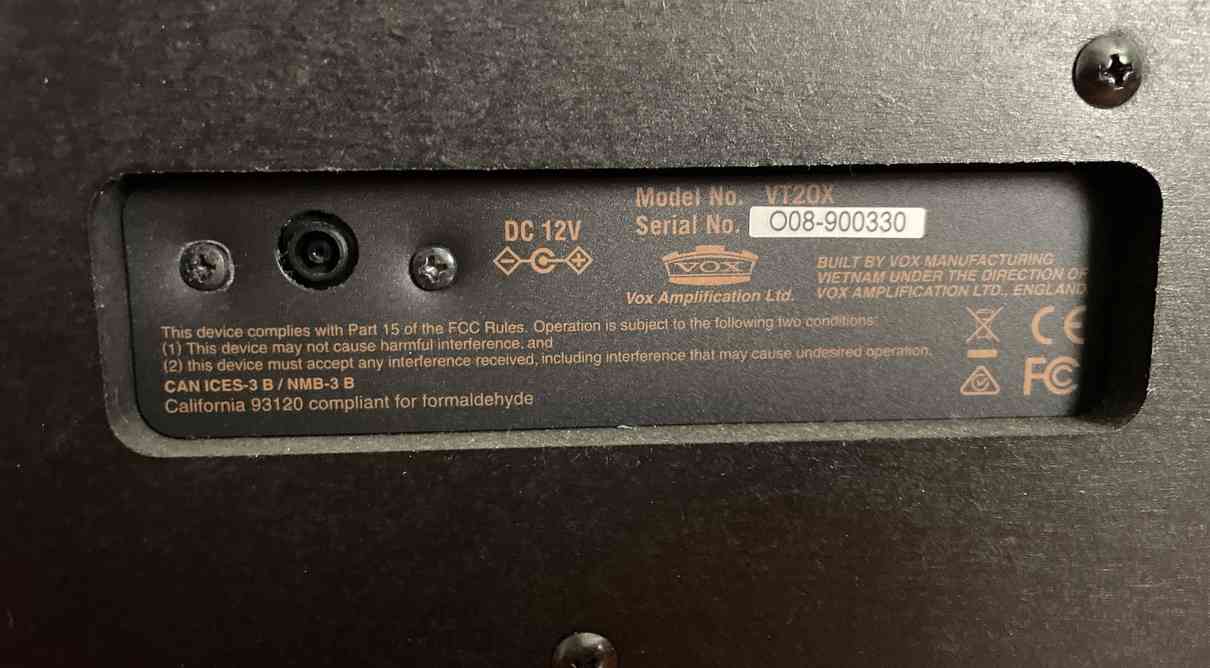 Model No. VT20X
Serial No. O08-900330
DC 12V
VOX
Vox Amplification Ltd.
BUILT BY VOX MANUFACTURING
VIETNAM UNDER THE DIRECTION OF
VOX AMPLIFICATION LTD., ENGLAND
This device complies with Part 15 of the FCC Rules. Operation is subject to the following two conditions:
(1) This device may not cause harmful interference, and
(2) this device must accept any interference received, including interference that may cause undesired operation.
CAN ICES-3 B / NMB-3 B
California 93120 compliant for formaldehyde
CE
FC